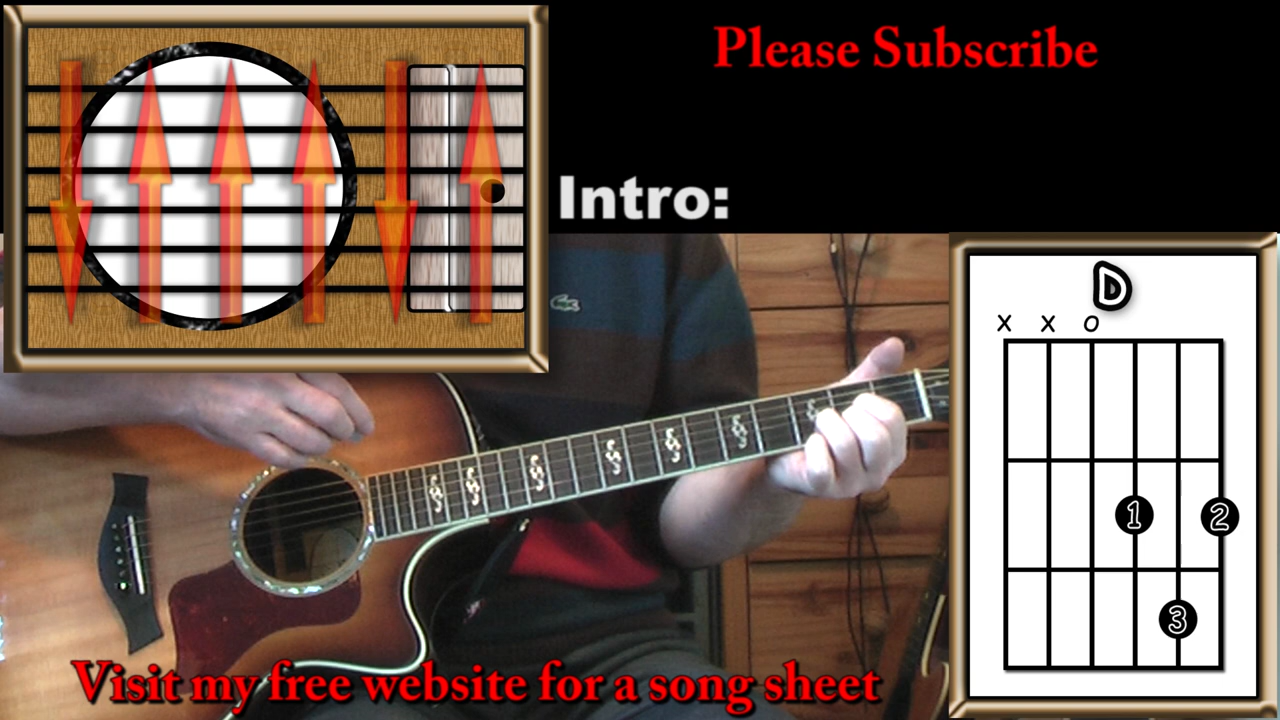 Please Subscribe
Intro:
D
x x o
1 2
3
Visit my free website for a song sheet